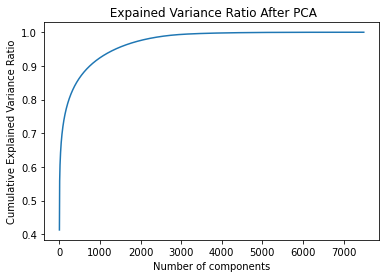 Expained Variance Ratio After PCA
Cumulative Explained Variance Ratio
1.0
0.9
0.8
0.7
0.6
0.5
0.4
0 1000 2000 3000 4000 5000 6000 7000
Number of components